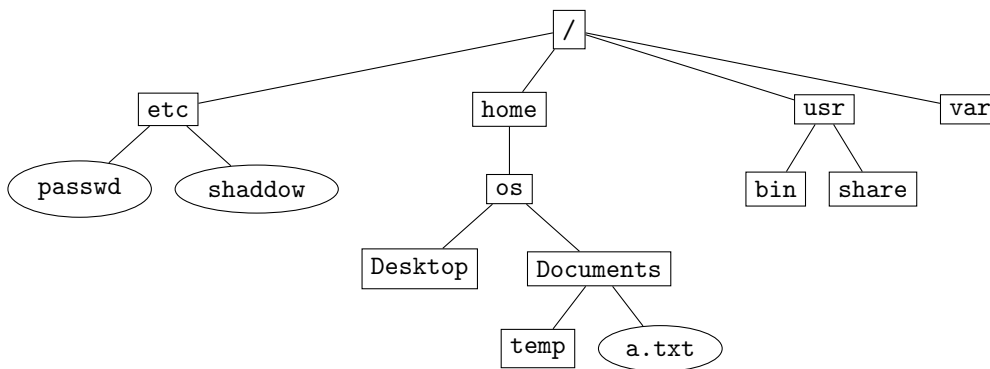 /
etc
home
usr
var
passwd
shaddow
os
bin
share
Desktop
Documents
temp
a.txt